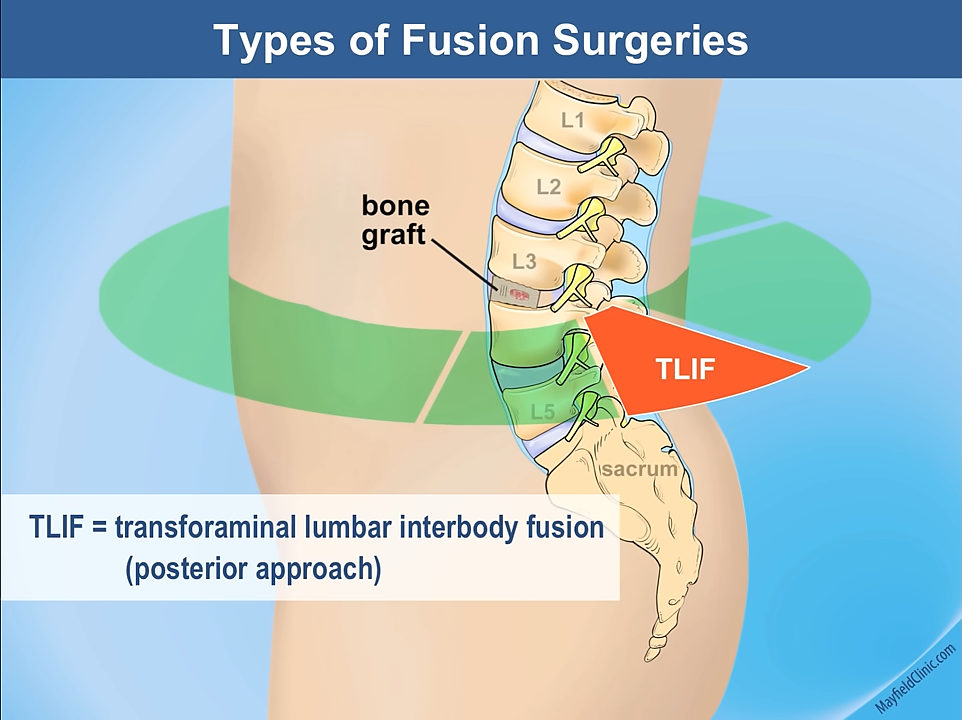 Types of Fusion Surgeries
L1
L2
bone
graft
L3
TLIF
L5
sacrum
TLIF = transforaminal lumbar interbody fusion
(posterior approach)
MayfieldClinic.com